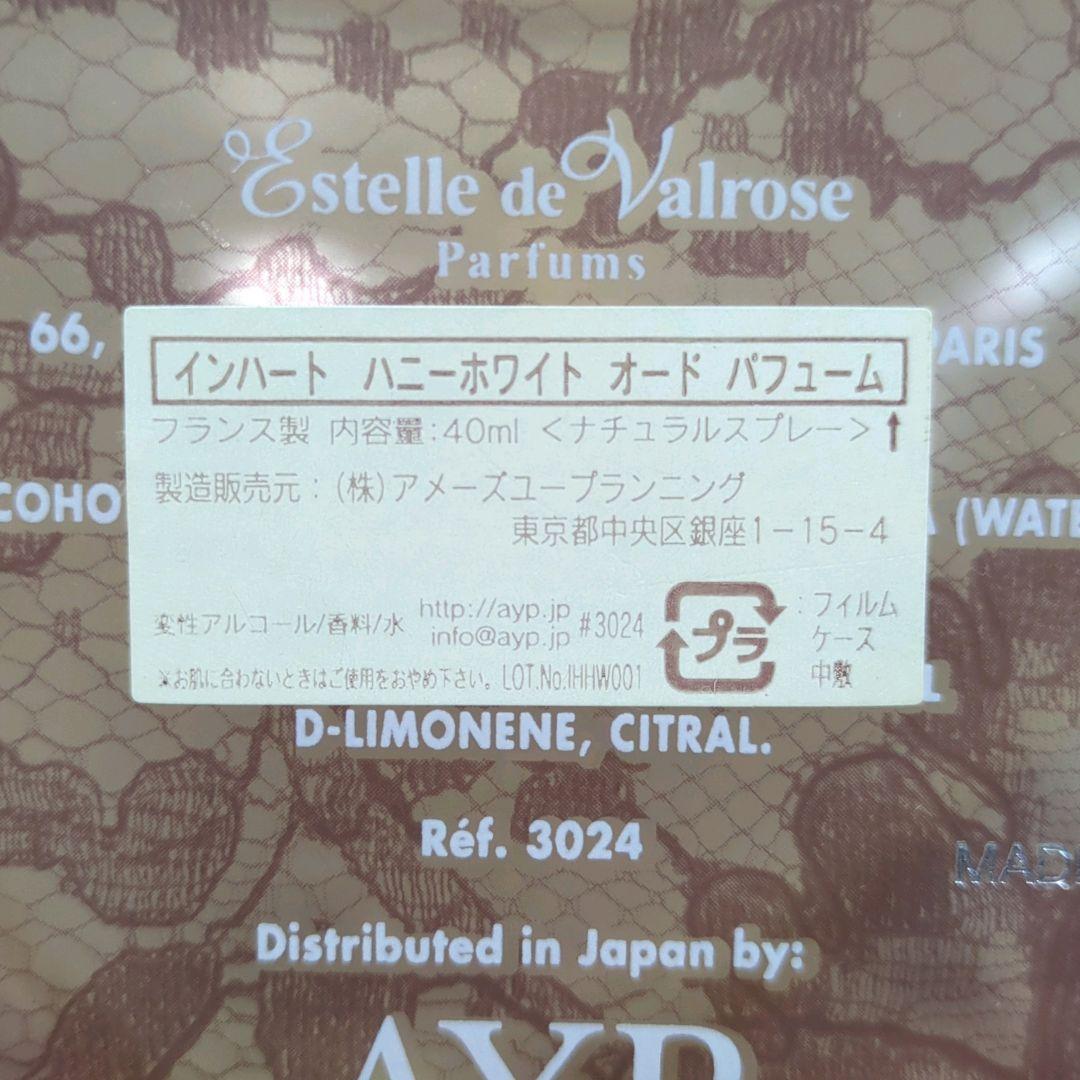 Estelle de Valrose
Parfums
66, PARIS
インハート ハニーホワイト オード パフューム
フランス製 内容量:40ml <ナチュラルスプレー> ↑
製造販売元:(株)アメーズユープランニング
東京都中央区銀座1-15-4
COHO (WATE
変性アルコール/香料/水
http://ayp.jp
info@ayp.jp
#3024
プラ
:フィルム
ケース
中敷
※お肌に合わないときはご使用をおやめ下さい。 LOT.No.IHHW001
D-LIMONENE, CITRAL.
Réf. 3024
MAD
Distributed in Japan by:
AYP